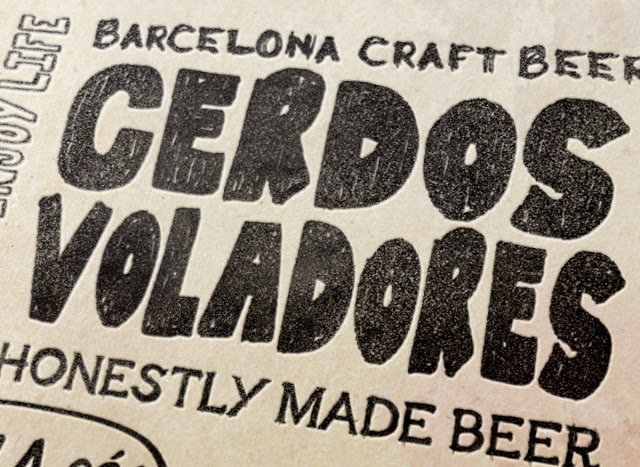 ENJOY LIFE
BARCELONA CRAFT BEER
CERDOS
VOLADORES
HONESTLY MADE BEER